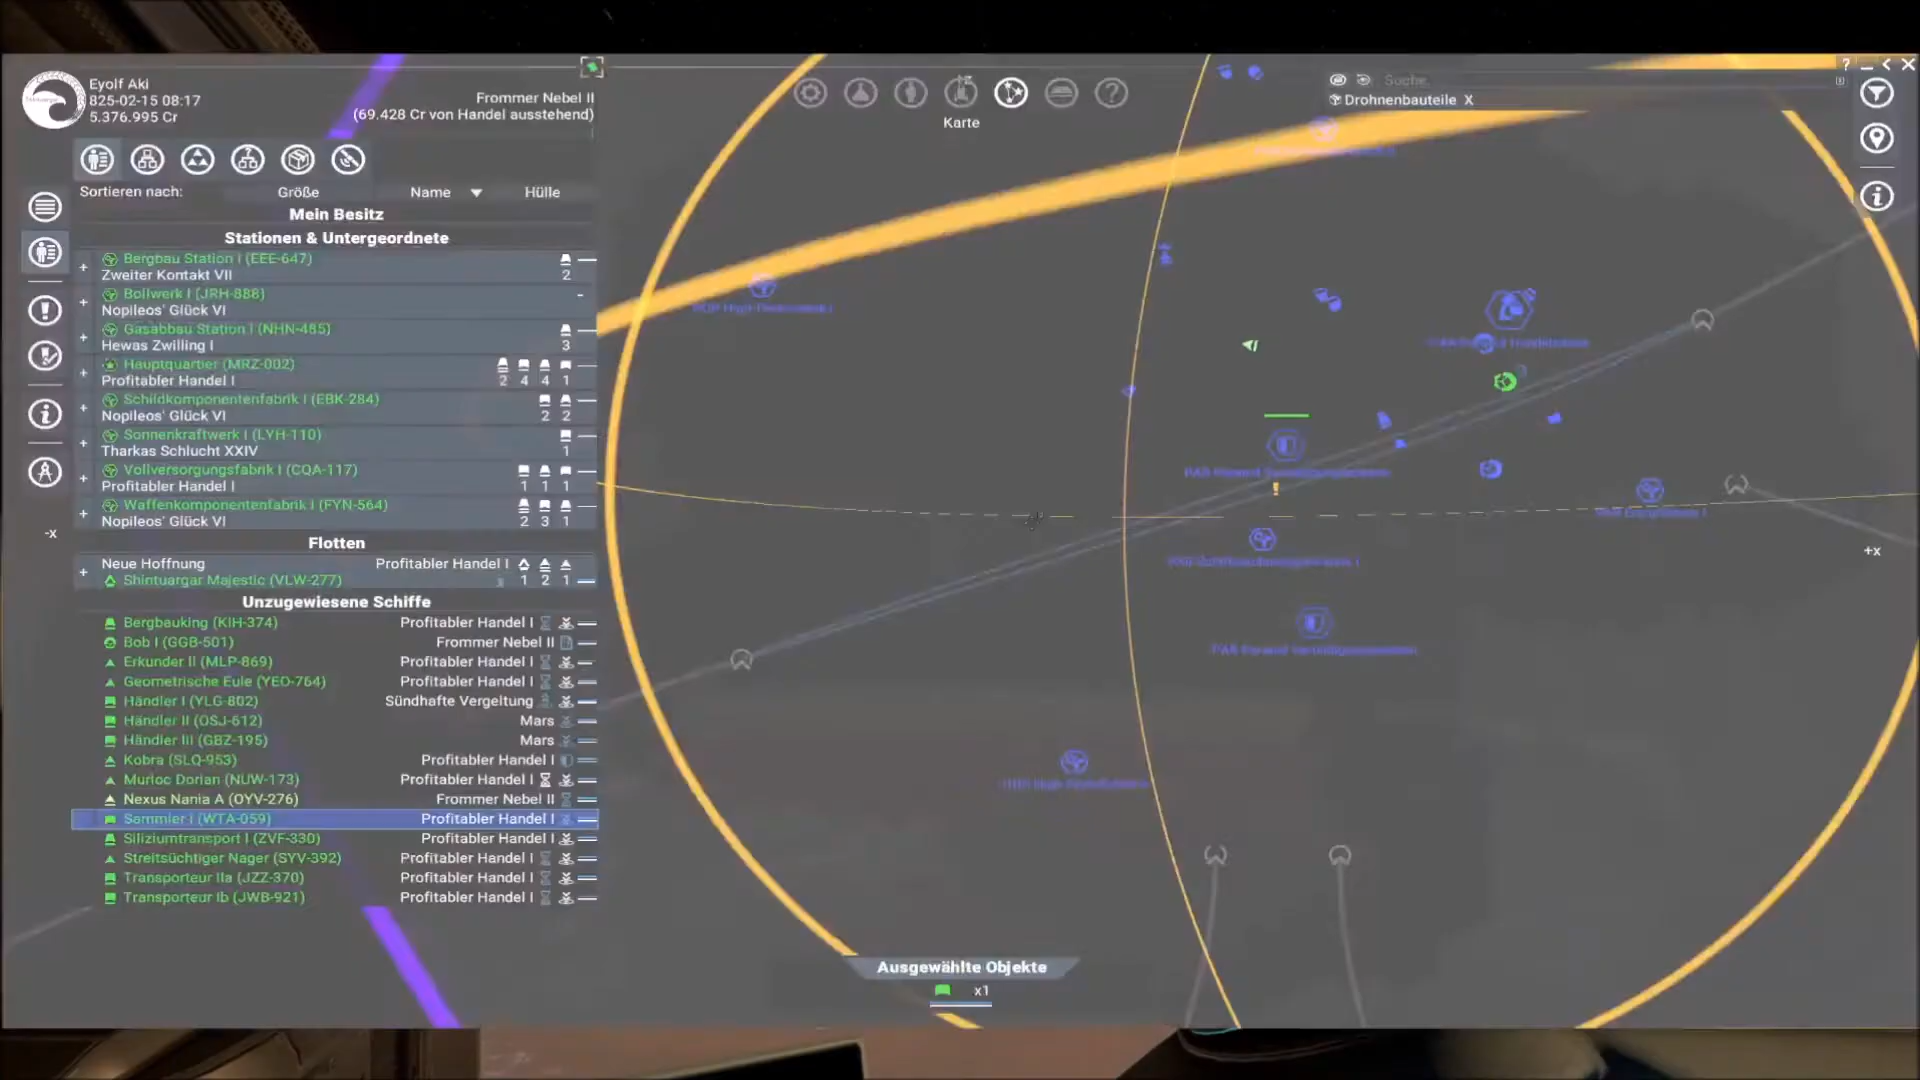 Eyolf Aki
825-02-15 08:17
5.376.995 Cr
Frommer Nebel II
(69.428 Cr von Handel ausstehend)
Karte
Suche
Drohnenbauteile X
Sortieren nach: Größe Name Hülle
Mein Besitz
Stationen & Untergeordnete
Bergbau Station I (EEE-647)
Zweiter Kontakt VII 2
Bollwerk I (JRH-888) -
Nopileos' Glück VI
Gasabbau Station I (NHN-485)
Hewas Zwilling I 3
Hauptquartier (MRZ-002)
Profitabler Handel I 2 4 4 1
Schildkomponentenfabrik I (EBK-284)
Nopileos' Glück VI 2 2
Sonnenkraftwerk I (LYH-110)
Tharkas Schlucht XXIV 1
Vollversorgungsfabrik I (CQA-117)
Profitabler Handel I 1 1 1
Waffenkomponentenfabrik I (FYN-564)
Nopileos' Glück VI 2 3 1
Flotten
Neue Hoffnung Profitabler Handel I
Shintuargar Majestic (VLW-277) 1 2 1
Unzugewiesene Schiffe
Bergbauking (KIH-374) Profitabler Handel I
Bob I (GGB-501) Frommer Nebel II
Erkunder II (MLP-869) Profitabler Handel I
Geometrische Eule (YEO-764) Profitabler Handel I
Händler I (YLG-802) Sündhafte Vergeltung
Händler II (OSJ-612) Mars
Händler III (GBZ-195) Mars
Kobra (SLQ-953) Profitabler Handel I
Murloc Dorian (NUW-173) Profitabler Handel I
Nexus Nania A (OYV-276) Frommer Nebel II
Sammler I (WTA-059) Profitabler Handel I
Siliziumtransport I (ZVF-330) Profitabler Handel I
Streitsüchtiger Nager (SYV-392) Profitabler Handel I
Transporteur IIa (JZZ-370) Profitabler Handel I
Transporteur Ib (JWB-921) Profitabler Handel I
-x
+x
Ausgewählte Objekte
x1